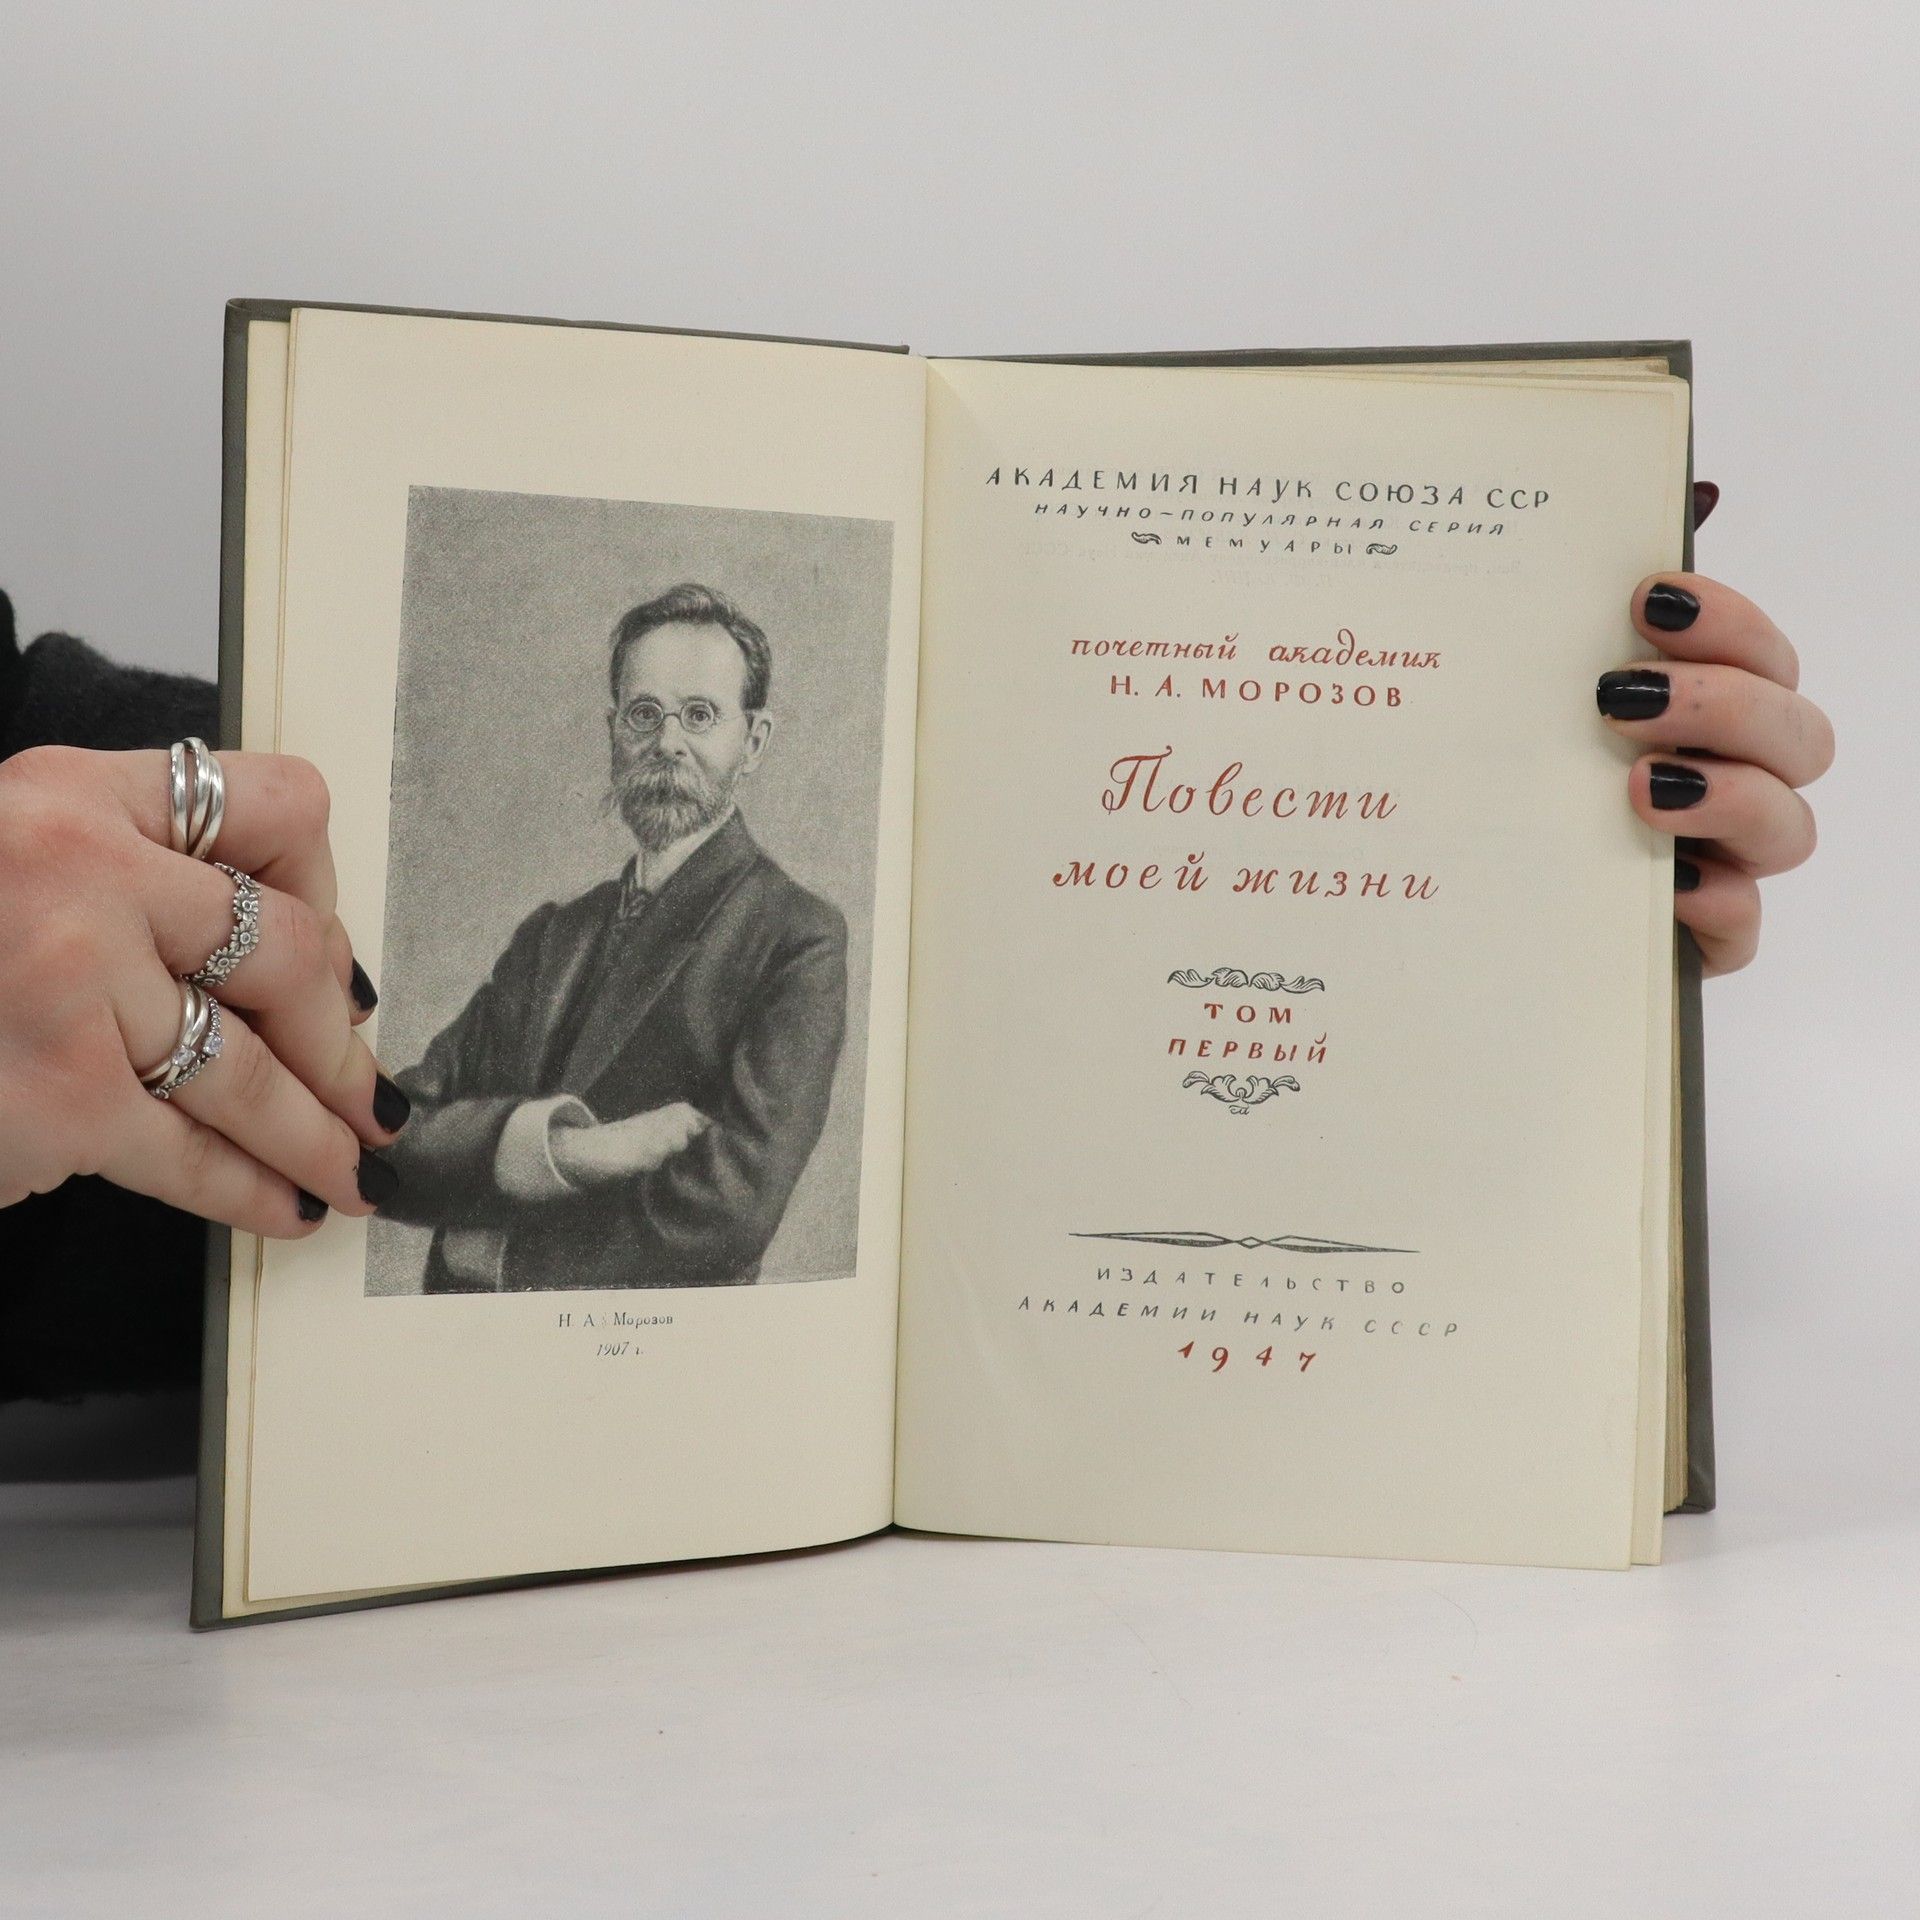 Н. А. Морозов
1907 г.
АКАДЕМИЯ НАУК СОЮЗА ССР
НАУЧНО-ПОПУЛЯРНАЯ СЕРИЯ
МЕМУАРЫ
почетный академик
Н. А. МОРОЗОВ
Повести
моей жизни
ТОМ
ПЕРВЫЙ
ИЗДАТЕЛЬСТВО
АКАДЕМИИ НАУК СССР
1947